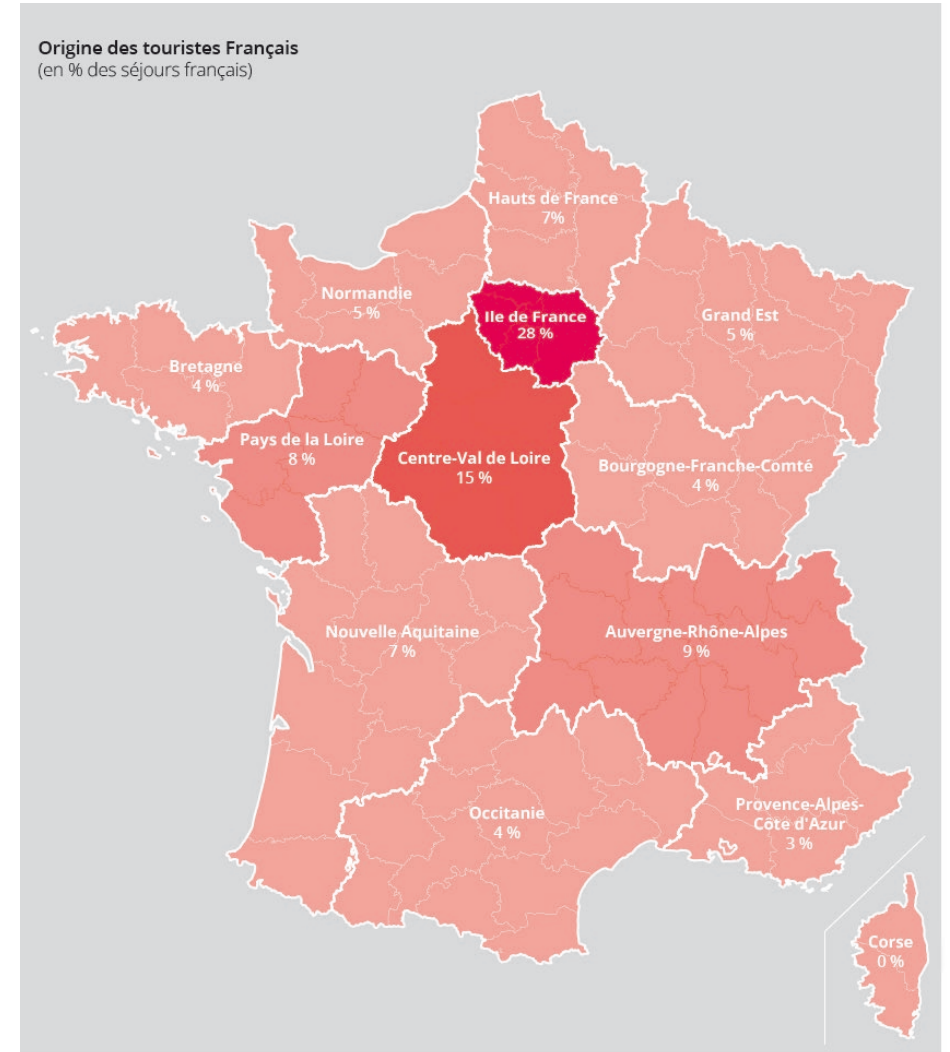 Origine des touristes Français
(en % des séjours français)
Hauts de France
7%
Normandie
5 %
Ile de France
28 %
Grand Est
5 %
Bretagne
4 %
Pays de la Loire
8 %
Centre-Val de Loire
15 %
Bourgogne-Franche-Comté
4 %
Nouvelle Aquitaine
7 %
Auvergne-Rhône-Alpes
9 %
Occitanie
4 %
Provence-Alpes-
Côte d'Azur
3 %
Corse
0 %